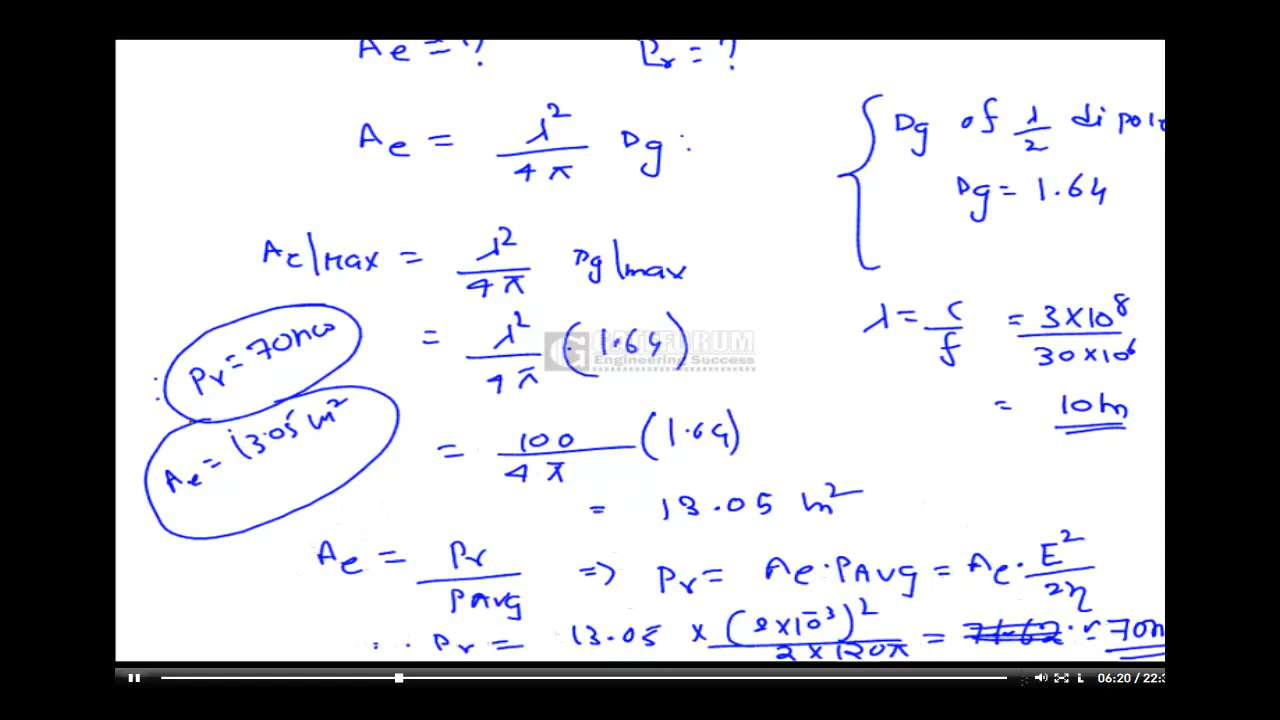 Ae = ? Pr = ?
Ae = λ²/4π Dg :
{ Dg of λ/2 dipole
Dg = 1.64
Ae|max = λ²/4π Dg|max
= λ²/4π (1.64)
λ = c/f = 3×10⁸/30×10⁶
= 10m
∴ Pr = 70nw
Ae = 13.05 m²
= 100/4π (1.64)
= 13.05 m²
Ae = Pr/PAvg ⇒ Pr = Ae·PAvg = Ae·E²/2η
∴ Pr = 13.05 × (2×10⁻³)²/2×120π = = 70n
GATEFORUM
Engineering Success
06:20 / 22:3